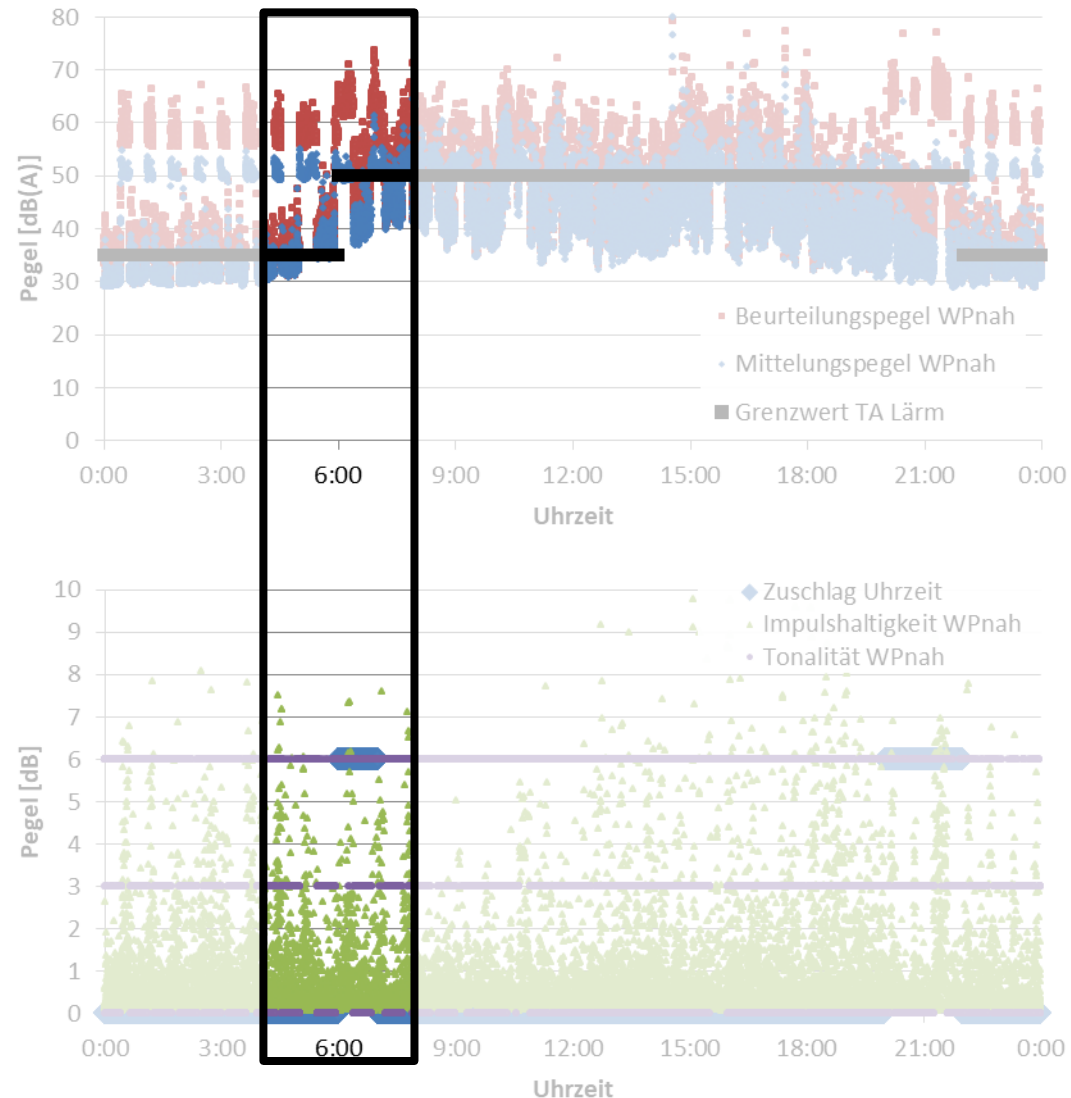 80
70
60
50
40
30
20
10
0
Pegel [dB(A)]
Beurteilungspegel WPnah
Mittelungspegel WPnah
Grenzwert TA Lärm
0:00 3:00 6:00 9:00 12:00 15:00 18:00 21:00 0:00
Uhrzeit
10
9
8
7
6
5
4
3
2
1
0
Pegel [dB]
Zuschlag Uhrzeit
Impulshaltigkeit WPnah
Tonalität WPnah
0:00 3:00 6:00 9:00 12:00 15:00 18:00 21:00 0:00
Uhrzeit